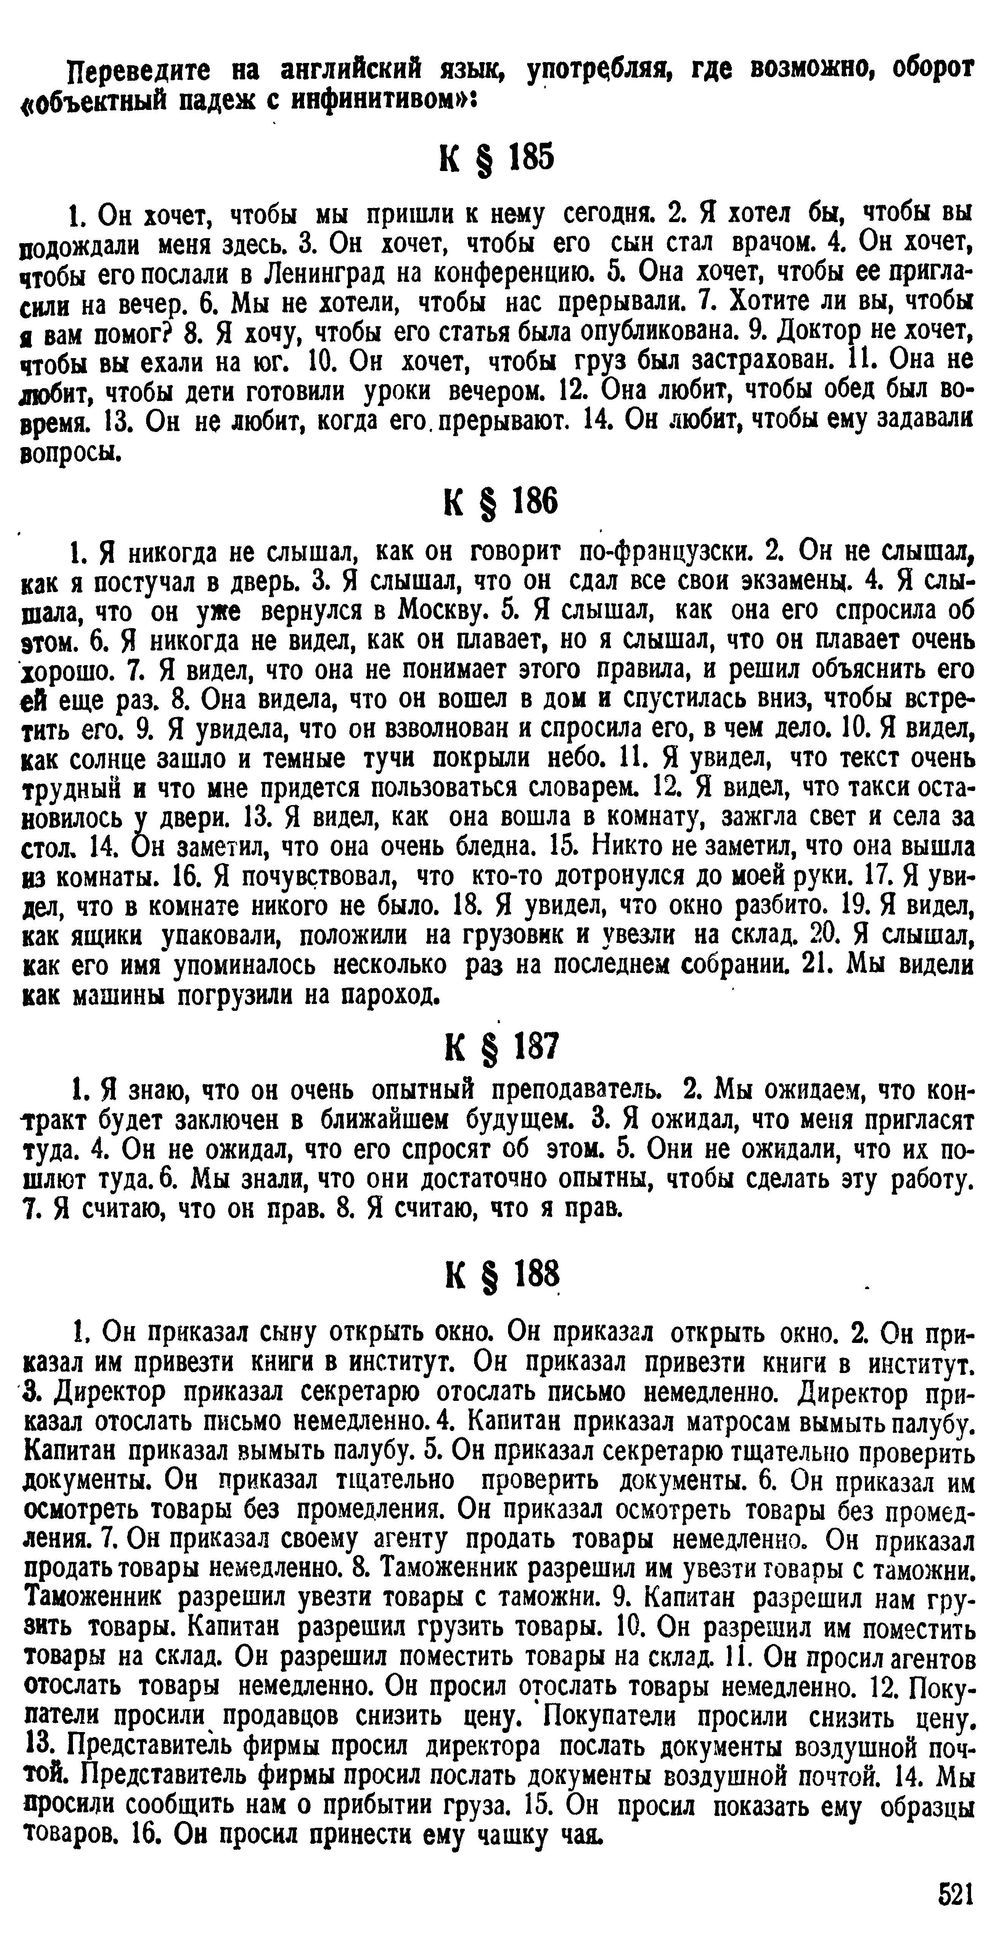 Переведите на английский язык, употребляя, где возможно, оборот
«объектный падеж с инфинитивом»:
К § 185
1. Он хочет, чтобы мы пришли к нему сегодня. 2. Я хотел бы, чтобы вы
подождали меня здесь. 3. Он хочет, чтобы его сын стал врачом. 4. Он хочет,
чтобы его послали в Ленинград на конференцию. 5. Она хочет, чтобы ее пригла-
сили на вечер. 6. Мы не хотели, чтобы нас прерывали. 7. Хотите ли вы, чтобы
я вам помог? 8. Я хочу, чтобы его статья была опубликована. 9. Доктор не хочет,
чтобы вы ехали на юг. 10. Он хочет, чтобы груз был застрахован. 11. Она не
любит, чтобы дети готовили уроки вечером. 12. Она любит, чтобы обед был во-
время. 13. Он не любит, когда его прерывают. 14. Он любит, чтобы ему задавали
вопросы.
К § 186
1. Я никогда не слышал, как он говорит по-французски. 2. Он не слышал,
как я постучал в дверь. 3. Я слышал, что он сдал все свои экзамены. 4. Я слы-
шала, что он уже вернулся в Москву. 5. Я слышал, как она его спросила об
этом. 6. Я никогда не видел, как он плавает, но я слышал, что он плавает очень
хорошо. 7. Я видел, что она не понимает этого правила, и решил объяснить его
ей еще раз. 8. Она видела, что он вошел в дом и спустилась вниз, чтобы встре-
тить его. 9. Я увидела, что он взволнован и спросила его, в чем дело. 10. Я видел,
как солнце зашло и темные тучи покрыли небо. 11. Я увидел, что текст очень
трудный и что мне придется пользоваться словарем. 12. Я видел, что такси оста-
новилось у двери. 13. Я видел, как она вошла в комнату, зажгла свет и села за
стол. 14. Он заметил, что она очень бледна. 15. Никто не заметил, что она вышла
из комнаты. 16. Я почувствовал, что кто-то дотронулся до моей руки. 17. Я уви-
дел, что в комнате никого не было. 18. Я увидел, что окно разбито. 19. Я видел,
как ящики упаковали, положили на грузовик и увезли на склад. 20. Я слышал,
как его имя упоминалось несколько раз на последнем собрании. 21. Мы видели
как машины погрузили на пароход.
К § 187
1. Я знаю, что он очень опытный преподаватель. 2. Мы ожидаем, что кон-
тракт будет заключен в ближайшем будущем. 3. Я ожидал, что меня пригласят
туда. 4. Он не ожидал, что его спросят об этом. 5. Они не ожидали, что их по-
шлют туда. 6. Мы знали, что они достаточно опытны, чтобы сделать эту работу.
7. Я считаю, что он прав. 8. Я считаю, что я прав.
К § 188
1. Он приказал сыну открыть окно. Он приказал открыть окно. 2. Он при-
казал им привезти книги в институт. Он приказал привезти книги в институт.
3. Директор приказал секретарю отослать письмо немедленно. Директор при-
казал отослать письмо немедленно. 4. Капитан приказал матросам вымыть палубу.
Капитан приказал вымыть палубу. 5. Он приказал секретарю тщательно проверить
документы. Он приказал тщательно проверить документы. 6. Он приказал им
осмотреть товары без промедления. Он приказал осмотреть товары без промед-
ления. 7. Он приказал своему агенту продать товары немедленно. Он приказал
продать товары немедленно. 8. Таможенник разрешил им увезти товары с таможни.
Таможенник разрешил увезти товары с таможни. 9. Капитан разрешил нам гру-
зить товары. Капитан разрешил грузить товары. 10. Он разрешил им поместить
товары на склад. Он разрешил поместить товары на склад. 11. Он просил агентов
отослать товары немедленно. Он просил отослать товары немедленно. 12. Поку-
патели просили продавцов снизить цену. Покупатели просили снизить цену.
13. Представитель фирмы просил директора послать документы воздушной поч-
той. Представитель фирмы просил послать документы воздушной почтой. 14. Мы
просили сообщить нам о прибытии груза. 15. Он просил показать ему образцы
товаров. 16. Он просил принести ему чашку чая.
521